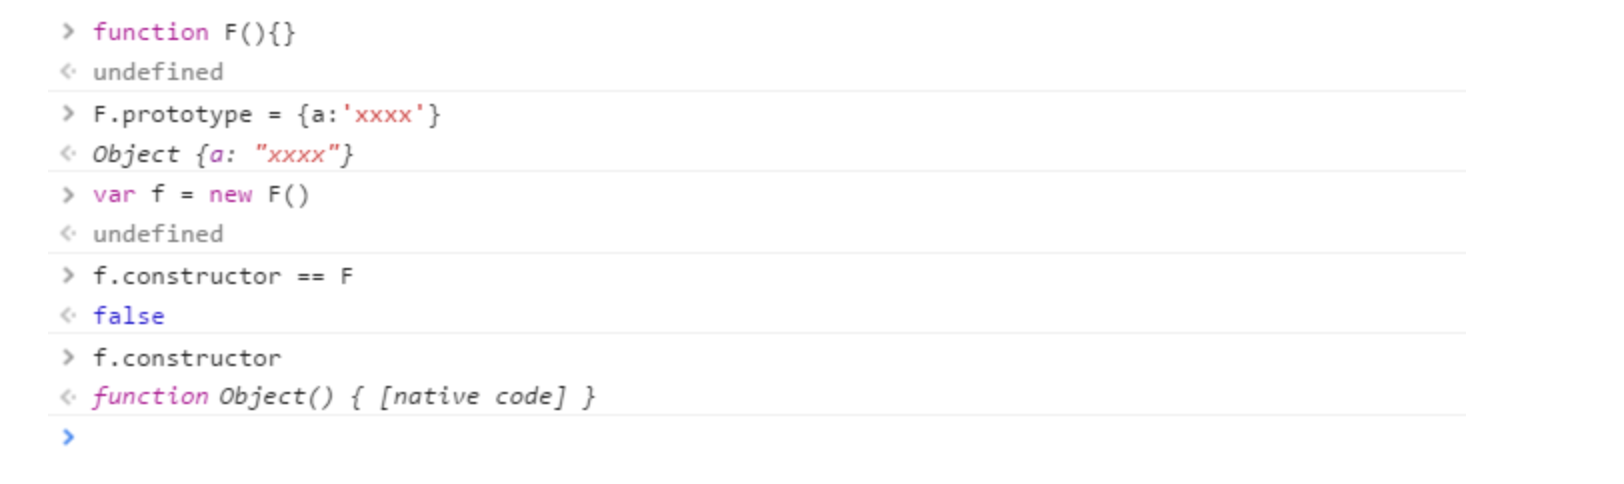 > function F(){}
<· undefined
> F.prototype = {a:'xxxx'}
<· Object {a: "xxxx"}
> var f = new F()
<· undefined
> f.constructor == F
<· false
> f.constructor
<· function Object() { [native code] }
>